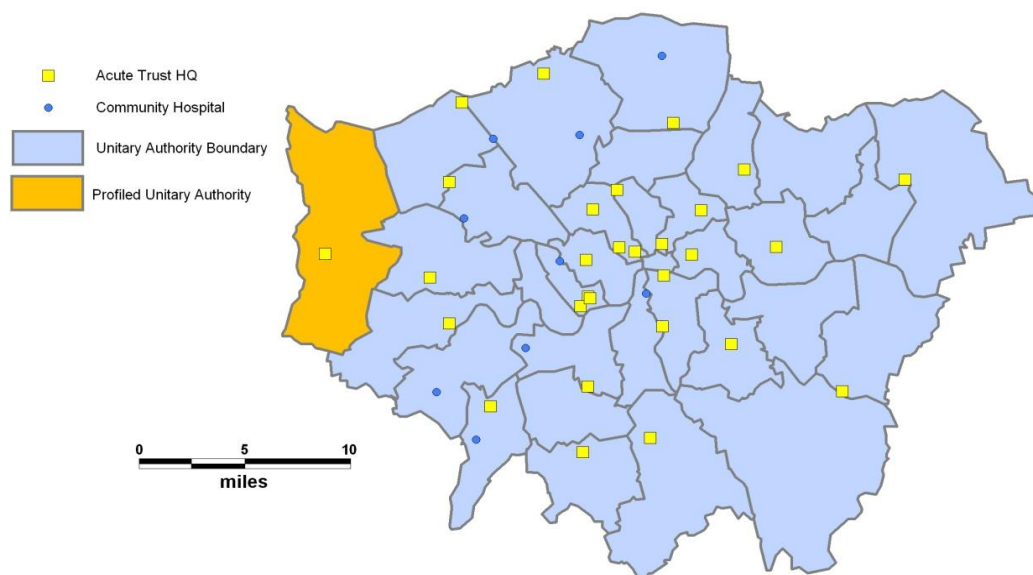 Acute Trust HQ
Community Hospital
Unitary Authority Boundary
Profiled Unitary Authority
0 5 10
miles